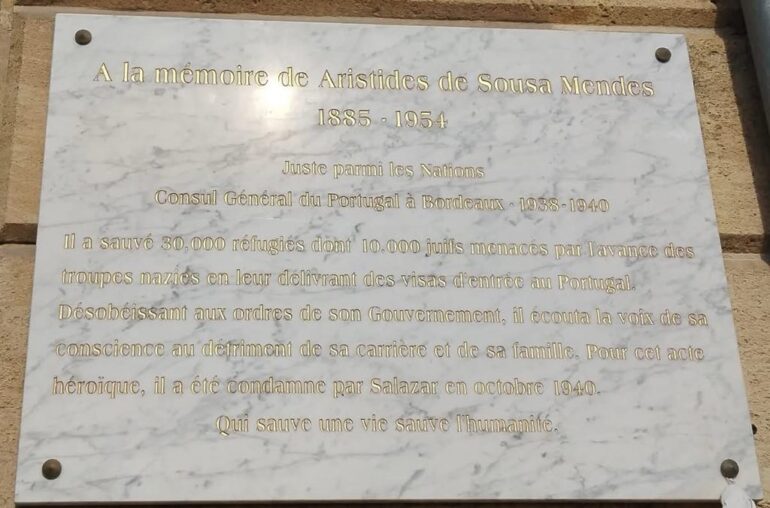 A la mémoire de Aristides de Sousa Mendes
1885 - 1954
Juste parmi les Nations
Consul Général du Portugal à Bordeaux - 1938-1940
Il a sauvé 30.000 réfugiés dont 10.000 juifs menacés par l'avance des
troupes nazies en leur délivrant des visas d'entrée au Portugal.
Désobéissant aux ordres de son Gouvernement, il écouta la voix de sa
conscience au détriment de sa carrière et de sa famille. Pour cet acte
héroïque, il a été condamne par Salazar en octobre 1940.
Qui sauve une vie sauve l'humanité.